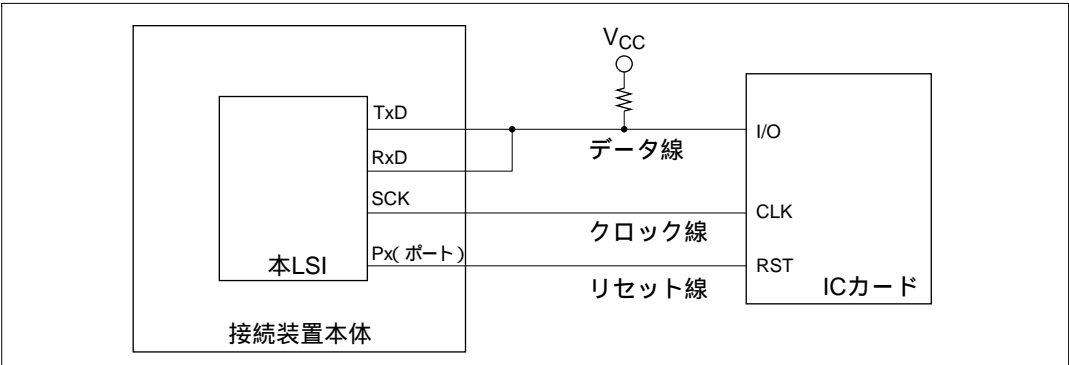 VCC
TxD
I/O
データ線
RxD
SCK
CLK
クロック線
Px(ポート)
RST
本LSI
リセット線
ICカード
接続装置本体